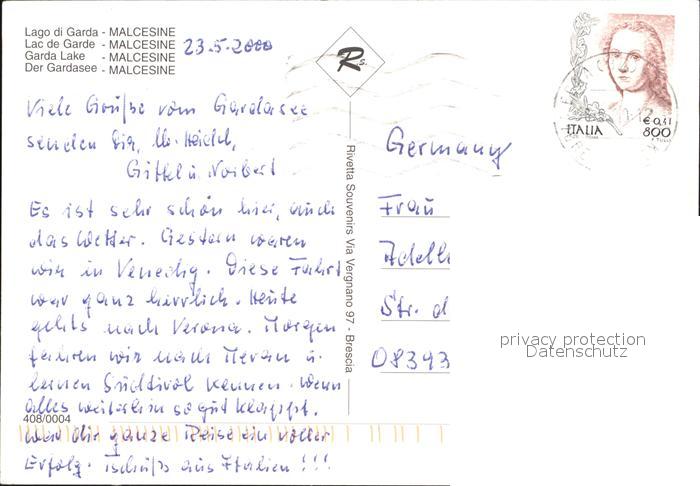 Lago di Garda - MALCESINE
Lac de Garde - MALCESINE
Garda Lake - MALCESINE
Der Gardasee - MALCESINE
23.5.2000
Rs.
ITALIA
€ 0,41
800
Viele Grüße vom Gardasee
senden Dir,
Gittel u. Norbert
Es ist sehr schön hier, auch
das Wetter. Gestern waren
wir in Venedig. Diese Fahrt
war ganz herrlich. Heute
gehts nach Verona. Morgen
fahren wir nach Meran u.
lernen Südtirol kennen. Wenn
alles weiterhin so gut klappt,
war die ganze Reise ein voller
Erfolg. Tschüß aus Italien!!!
408/0004
Rivetta Souvenirs Via Vergnano 97 - Brescia
Germany
Frau
Adelh
Str. d
08393
privacy protection
Datenschutz